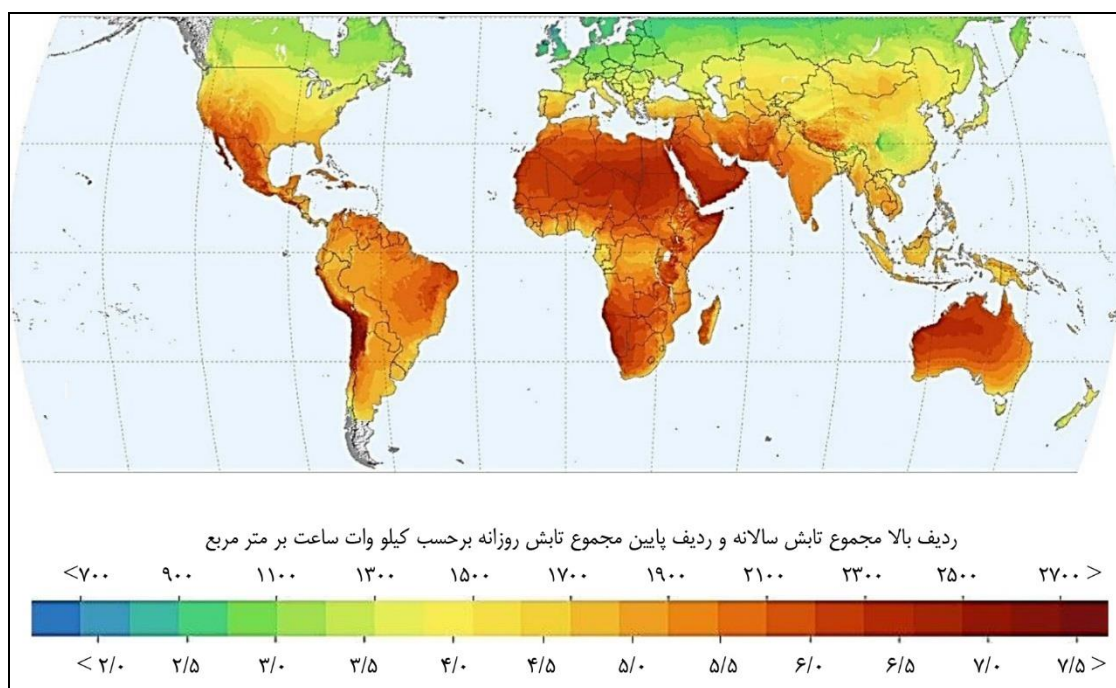 ردیف بالا مجموع تابش سالانه و ردیف پایین مجموع تابش روزانه برحسب کیلو وات ساعت بر متر مربع
<۷۰۰ ۹۰۰ ۱۱۰۰ ۱۳۰۰ ۱۵۰۰ ۱۷۰۰ ۱۹۰۰ ۲۱۰۰ ۲۳۰۰ ۲۵۰۰ ۲۷۰۰ >
< ۲/۰ ۲/۵ ۳/۰ ۳/۵ ۴/۰ ۴/۵ ۵/۰ ۵/۵ ۶/۰ ۶/۵ ۷/۰ ۷/۵ >